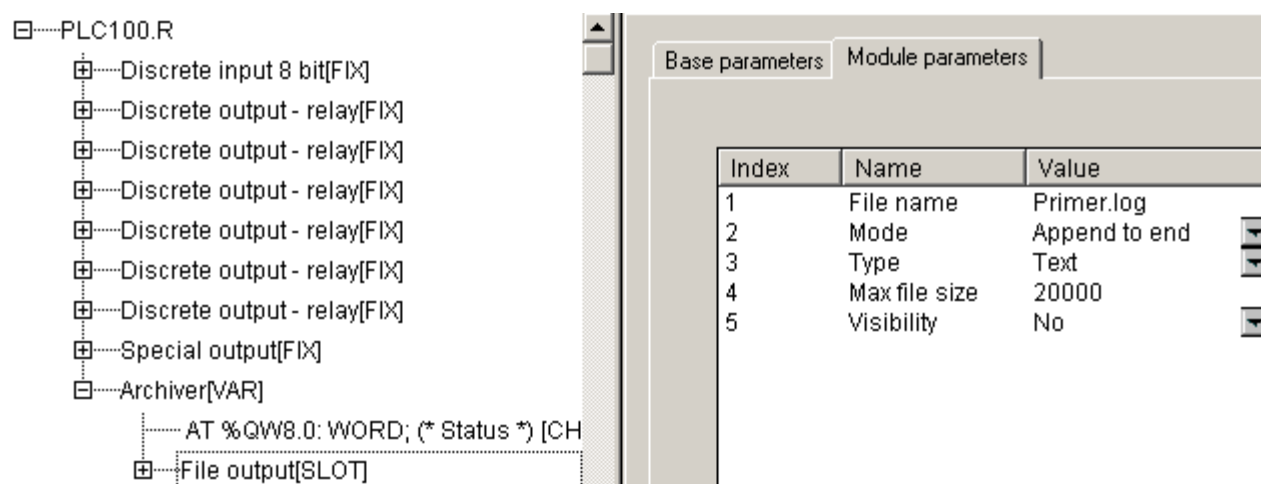 PLC100.R
Discrete input 8 bit[FIX]
Discrete output - relay[FIX]
Discrete output - relay[FIX]
Discrete output - relay[FIX]
Discrete output - relay[FIX]
Discrete output - relay[FIX]
Discrete output - relay[FIX]
Special output[FIX]
Archiver[VAR]
AT %QW8.0: WORD; (* Status *) [CH
File output[SLOT]
Base parameters Module parameters
Index Name Value
1 File name Primer.log
2 Mode Append to end
3 Type Text
4 Max file size 20000
5 Visibility No